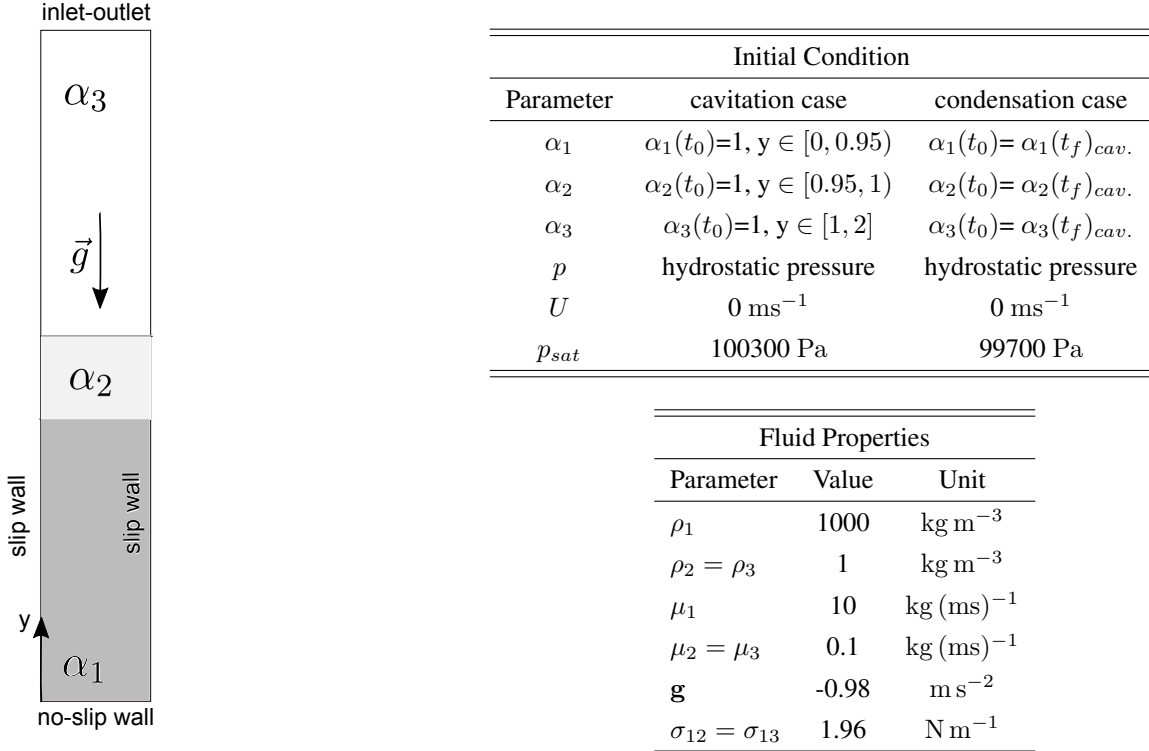 inlet-outlet
α₃
g⃗
α₂
slip wall
slip wall
y
α₁
no-slip wall
Initial Condition
Parameter cavitation case condensation case
α₁ α₁(t₀)=1, y ∈ [0, 0.95) α₁(t₀)= α₁(t_f)_{cav.}
α₂ α₂(t₀)=1, y ∈ [0.95, 1) α₂(t₀)= α₂(t_f)_{cav.}
α₃ α₃(t₀)=1, y ∈ [1, 2] α₃(t₀)= α₃(t_f)_{cav.}
p hydrostatic pressure hydrostatic pressure
U 0 ms⁻¹ 0 ms⁻¹
p_{sat} 100300 Pa 99700 Pa
Fluid Properties
Parameter Value Unit
ρ₁ 1000 kg m⁻³
ρ₂ = ρ₃ 1 kg m⁻³
μ₁ 10 kg (ms)⁻¹
μ₂ = μ₃ 0.1 kg (ms)⁻¹
g -0.98 m s⁻²
σ₁₂ = σ₁₃ 1.96 N m⁻¹